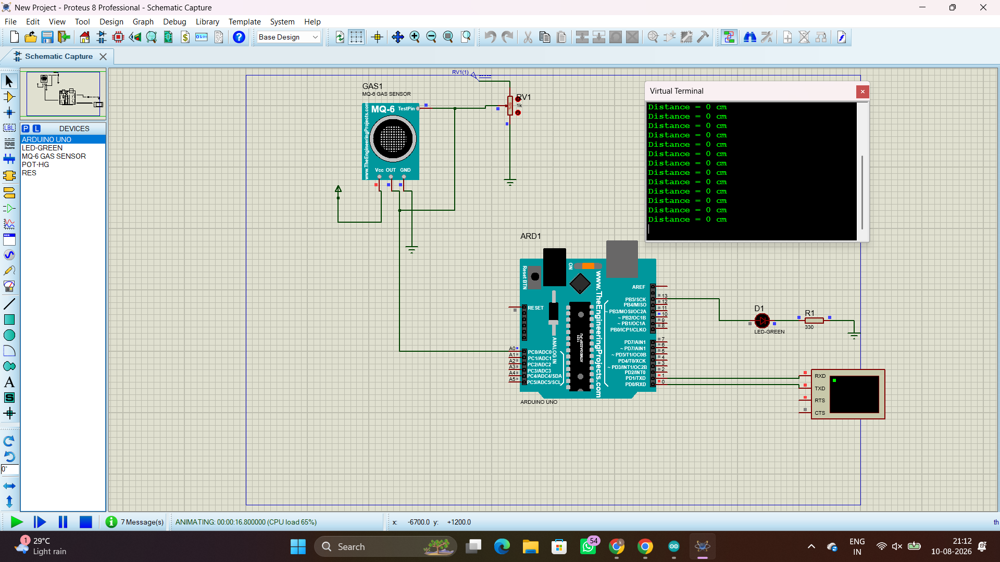 New Project - Proteus 8 Professional - Schematic Capture
File Edit View Tool Design Graph Debug Library Template System Help
Base Design
Schematic Capture
P L DEVICES
ARDUINO UNO
LED-GREEN
MQ-6 GAS SENSOR
POT-HG
RES
LBL
A
S
0°
RV1(1)
GAS1
MQ-6 GAS SENSOR
MQ-6 TestPin
www.TheEngineeringProjects.com
Vcc OUT GND
RV1
1k
Virtual Terminal
Distance = 0 cm
Distance = 0 cm
Distance = 0 cm
Distance = 0 cm
Distance = 0 cm
Distance = 0 cm
Distance = 0 cm
Distance = 0 cm
Distance = 0 cm
Distance = 0 cm
Distance = 0 cm
Distance = 0 cm
Distance = 0 cm
ARD1
Reset BTN
ON
www.TheEngineeringProjects.com
RESET
ANALOG IN
1121
ATMEGA328P-PU
A0 PC0/ADC0
A1 PC1/ADC1
A2 PC2/ADC2
A3 PC3/ADC3
A4 PC4/ADC4/SDA
A5 PC5/ADC5/SCL
AREF
PB5/SCK 13
PB4/MISO 12
~ PB3/MOSI/OC2A 11
~ PB2/OC1B 10
~ PB1/OC1A 9
PB0/ICP1/CLKO 8
PD7/AIN1 7
~ PD7/AIN1 6
~ PD5/T1/OC0B 5
PD4/T0/XCK 4
~ PD3/INT1/OC2B 3
PD2/INT0 2
PD1/TXD 1
PD0/RXD 0
ARDUINO UNO
D1
LED-GREEN
R1
330
RXD
TXD
RTS
CTS
7 Message(s) ANIMATING: 00:00:16.800000 (CPU load 65%) x: -6700.0 y: +1200.0 th
1
29°C
Light rain
Search
54
ENG
IN
21:12
10-08-2026